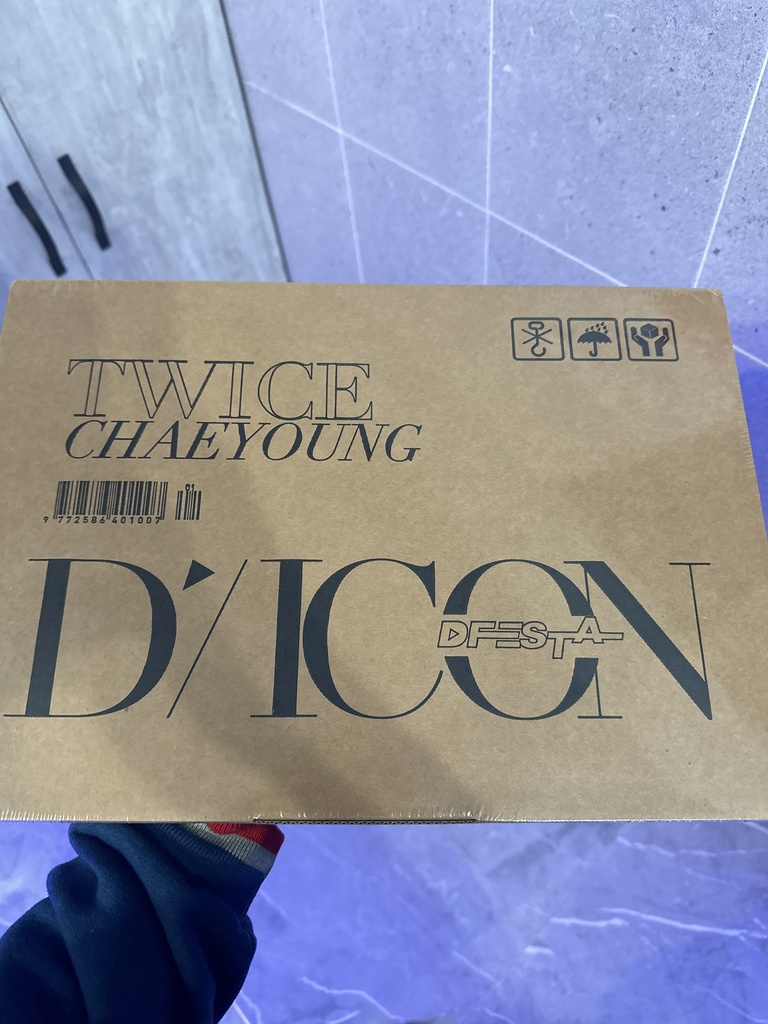 TWICE
CHAEYOUNG
01
9 772586 401007
D'/ICON
DFESTA